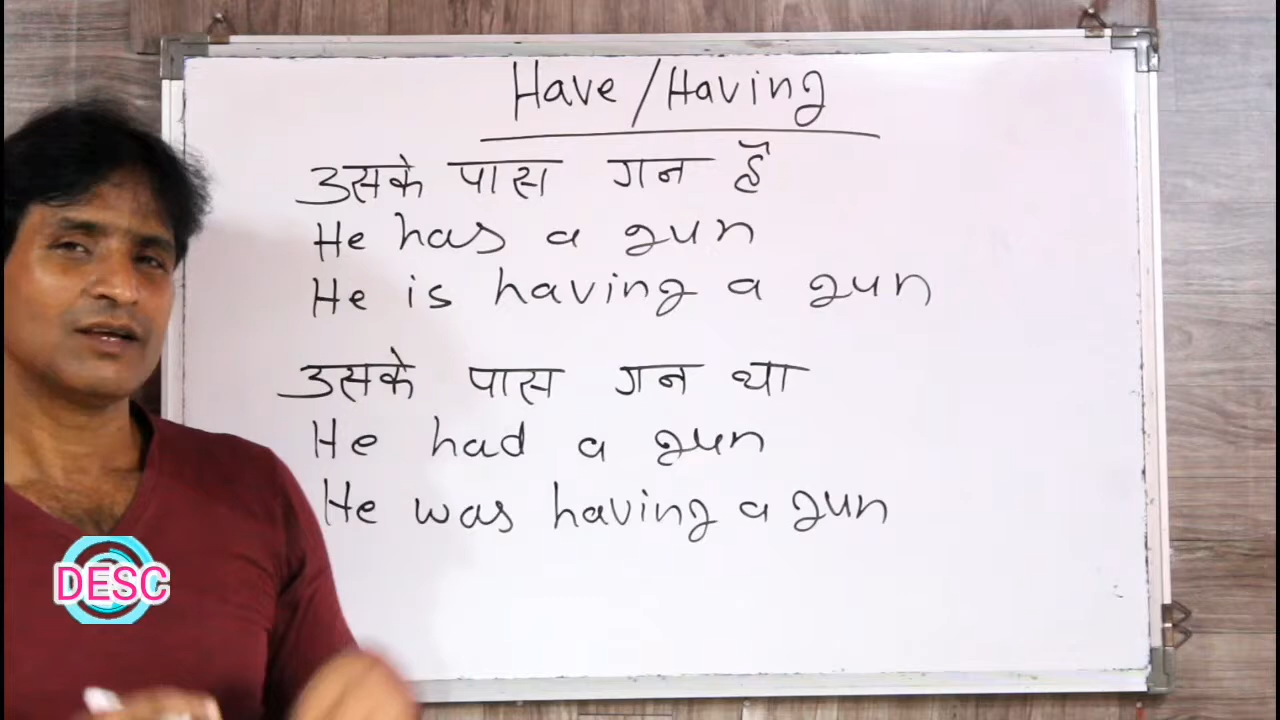 Have/Having
उसके पास गन है
He has a gun
He is having a gun
उसके पास गन था
He had a gun
He was having a gun
DESC